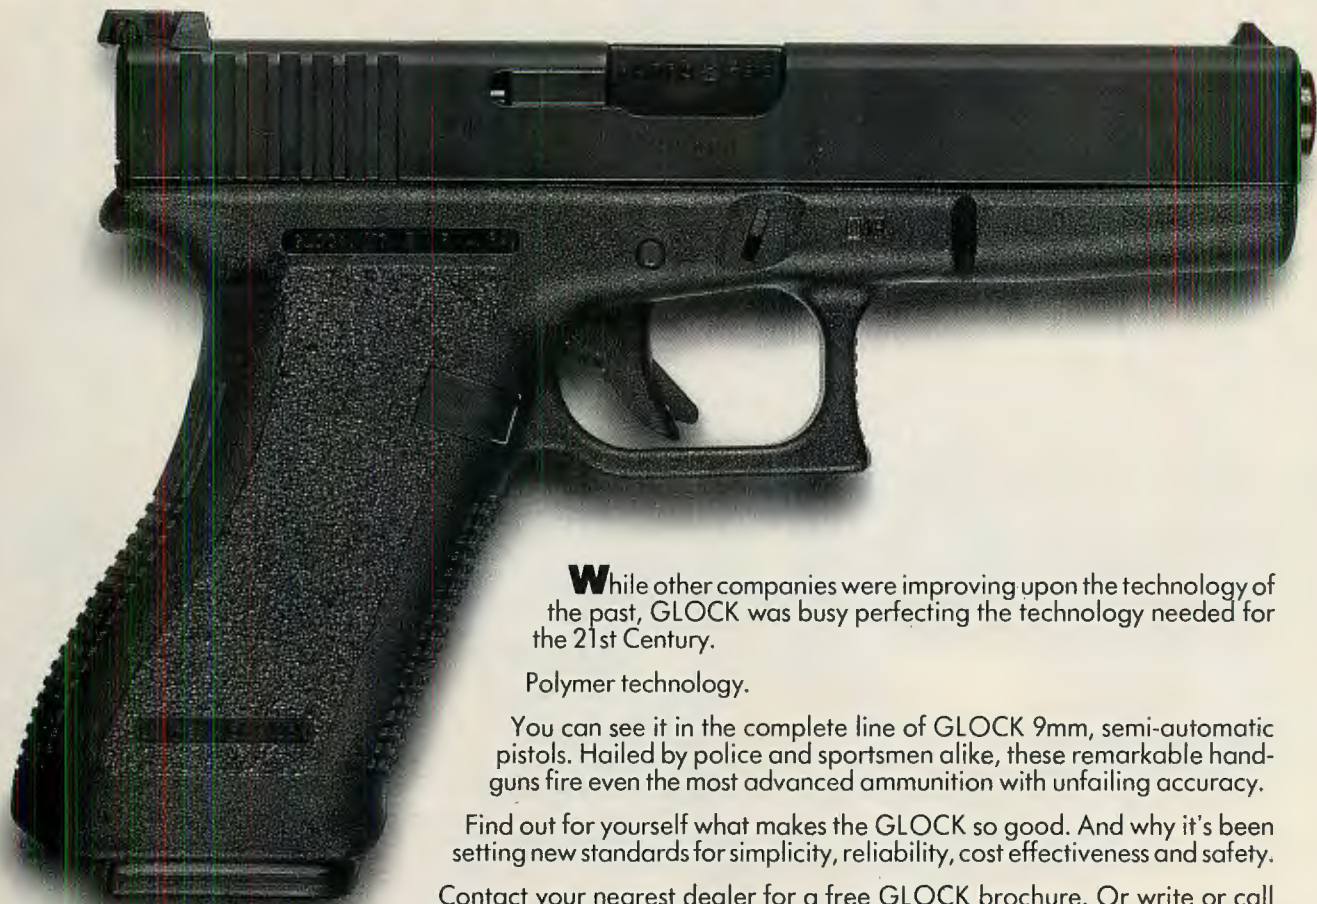 While other companies were improving upon the technology of
the past, GLOCK was busy perfecting the technology needed for
the 21st Century.
Polymer technology.
You can see it in the complete line of GLOCK 9mm, semi-automatic
pistols. Hailed by police and sportsmen alike, these remarkable hand-
guns fire even the most advanced ammunition with unfailing accuracy.
Find out for yourself what makes the GLOCK so good. And why it's been
setting new standards for simplicity, reliability, cost effectiveness and safety.
Contact your nearest dealer for a free GLOCK brochure. Or write or call